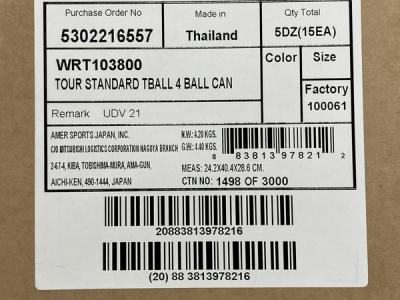 Purchase Order No Made in Qty Total
5302216557 Thailand 5DZ(15EA)
WRT103800 Color Size
TOUR STANDARD TBALL 4 BALL CAN
Factory
100061
Remark UDV 21
AMER SPORTS JAPAN, INC. N.W.: 4.20 KGS.
C/O MITSUBISHI LOGISTICS CORPORATION NAGOYA BRANCH G.W.: 4.40 KGS.
8 83813 97821 2
2-67-4, KIBA, TOBISHIMA-MURA, AMA-GUN,
MEAS: 24.2X40.4X28.6 CM.
AICHI-KEN, 490-1444, JAPAN CTN NO: 1498 OF 3000
20883813978216
(20) 88 3813978216